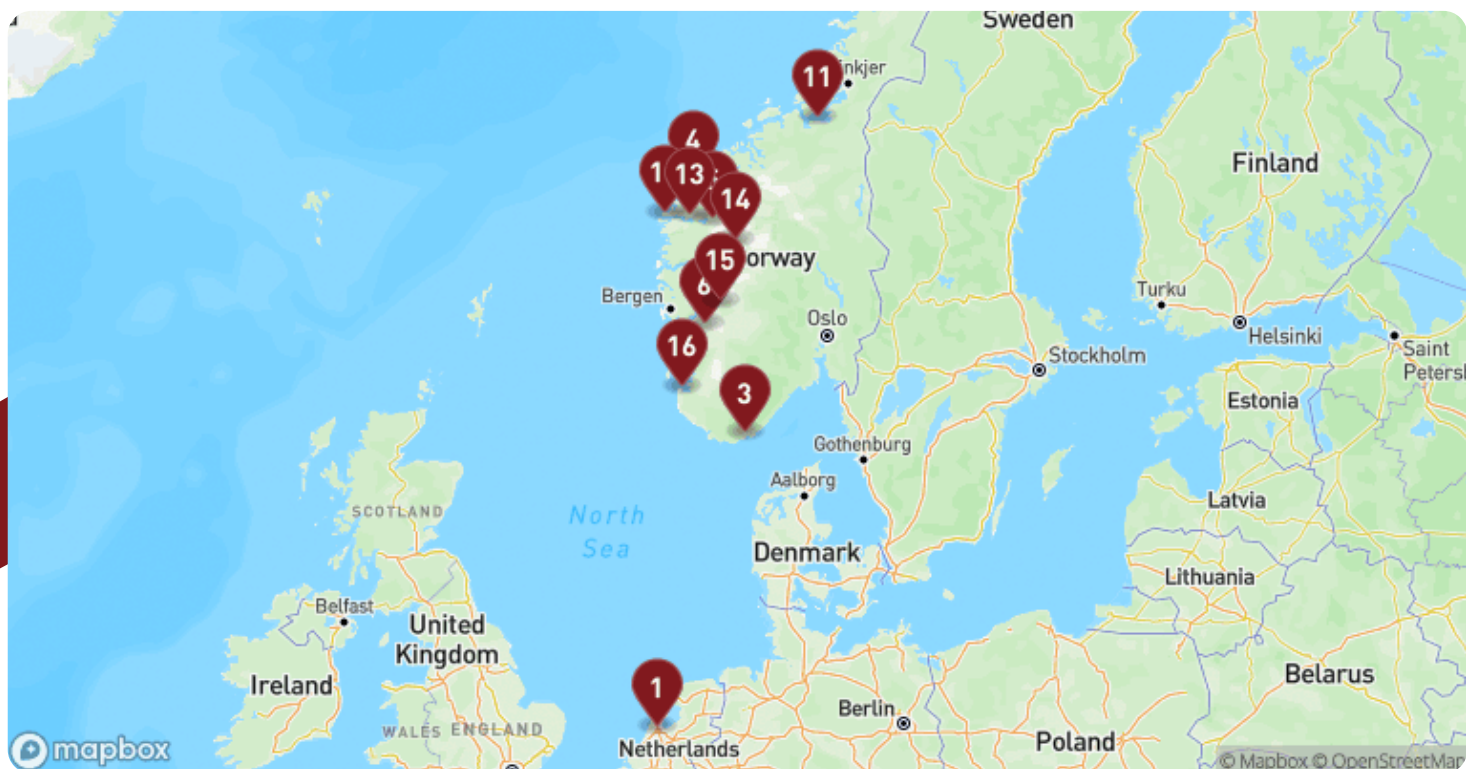 Sweden
11
nkjer
4
Finland
1
13
14
orway
15
6
Bergen
Turku
Oslo
Helsinki
16
Stockholm
Saint
Petersl
3
Estonia
Gothenburg
Aalborg
Latvia
SCOTLAND
North
Sea
Denmark
Lithuania
Belfast
United
Kingdom
Belarus
Ireland
1
Berlin
WALES
ENGLAND
Netherlands
Poland
mapbox
© Mapbox © OpenStreetMap